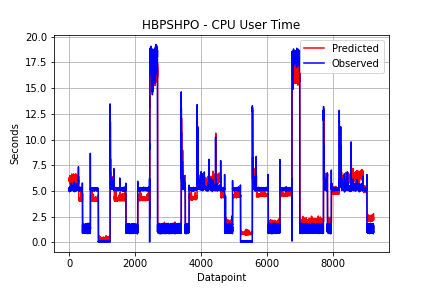 HBPSHPO - CPU User Time
Predicted
Observed
Seconds
20.0
17.5
15.0
12.5
10.0
7.5
5.0
2.5
0.0
0 2000 4000 6000 8000
Datapoint